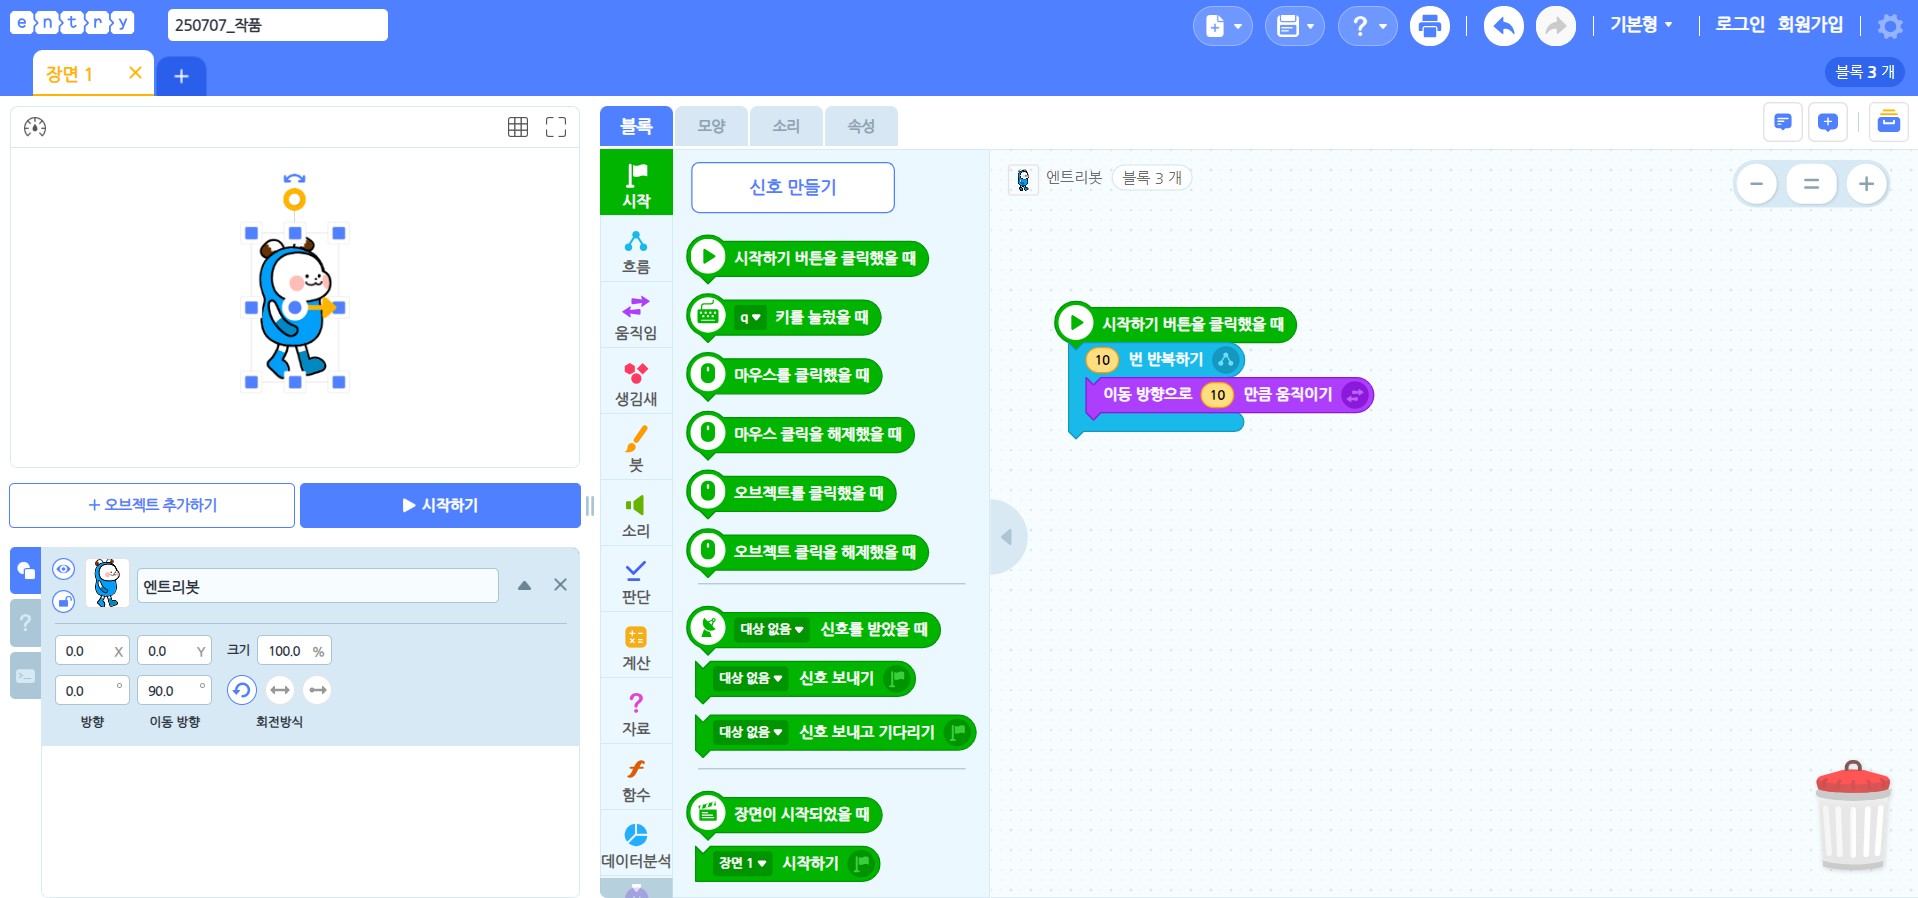 entry
250707_작품
?
기본형
로그인 회원가입
장면 1
+
블록 3 개
블록
모양
소리
속성
시작
흐름
움직임
생김새
붓
소리
판단
계산
자료
함수
데이터분석
신호 만들기
시작하기 버튼을 클릭했을 때
q 키를 눌렀을 때
마우스를 클릭했을 때
마우스 클릭을 해제했을 때
오브젝트를 클릭했을 때
오브젝트 클릭을 해제했을 때
대상 없음 신호를 받았을 때
대상 없음 신호 보내기
대상 없음 신호 보내고 기다리기
장면이 시작되었을 때
장면 1 시작하기
엔트리봇 블록 3 개
시작하기 버튼을 클릭했을 때
10 번 반복하기
이동 방향으로 10 만큼 움직이기
+ 오브젝트 추가하기
시작하기
엔트리봇
0.0 X 0.0 Y 크기 100.0 %
0.0 ° 90.0 °
방향 이동 방향 회전방식